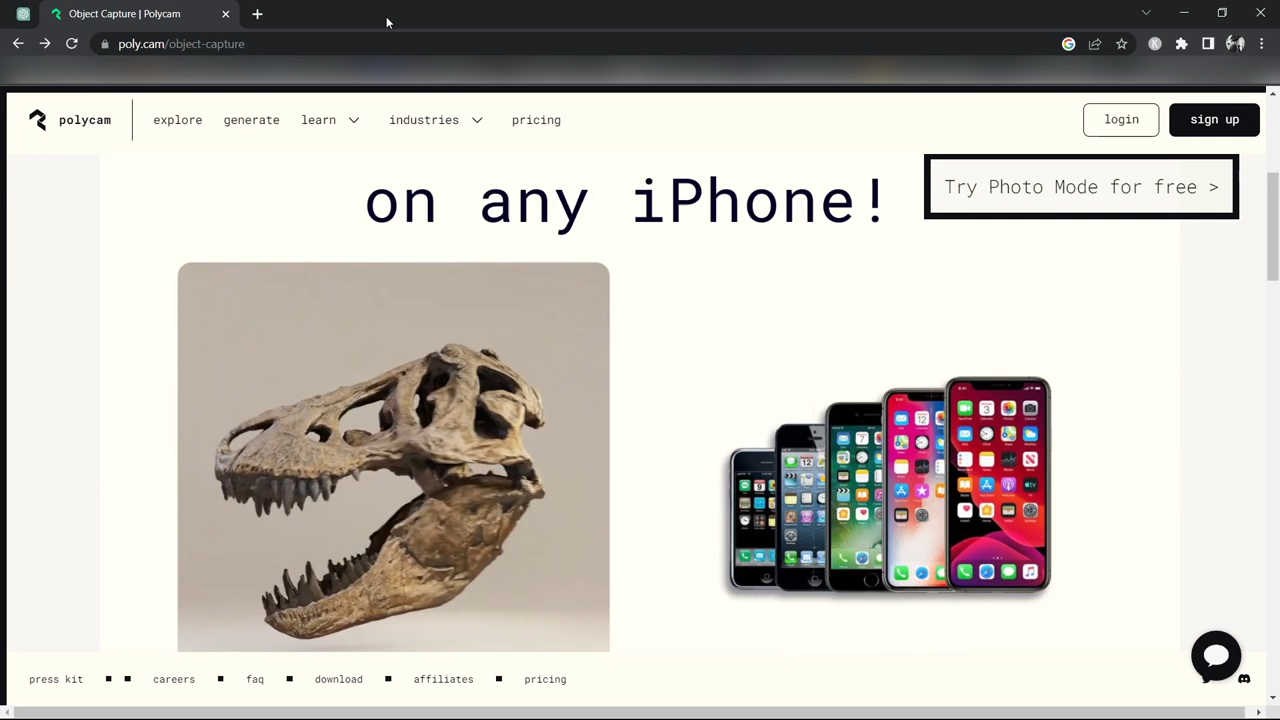 Object Capture | Polycam
poly.cam/object-capture
polycam
explore
generate
learn
industries
pricing
login
sign up
on any iPhone!
Try Photo Mode for free >
press kit
careers
faq
download
affiliates
pricing